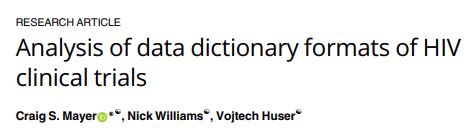 RESEARCH ARTICLE
Analysis of data dictionary formats of HIV
clinical trials
Craig S. Mayer*, Nick Williams, Vojtech Huser